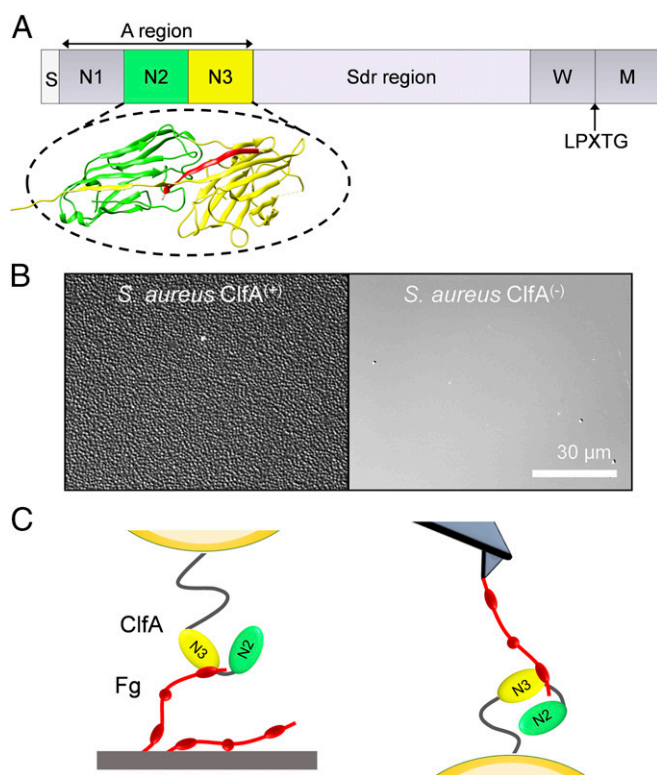 A
A region
S N1 N2 N3 Sdr region W M
LPXTG
B
S. aureus ClfA(+) S. aureus ClfA(-)
30 µm
C
ClfA
N3 N2
Fg
N3
N2